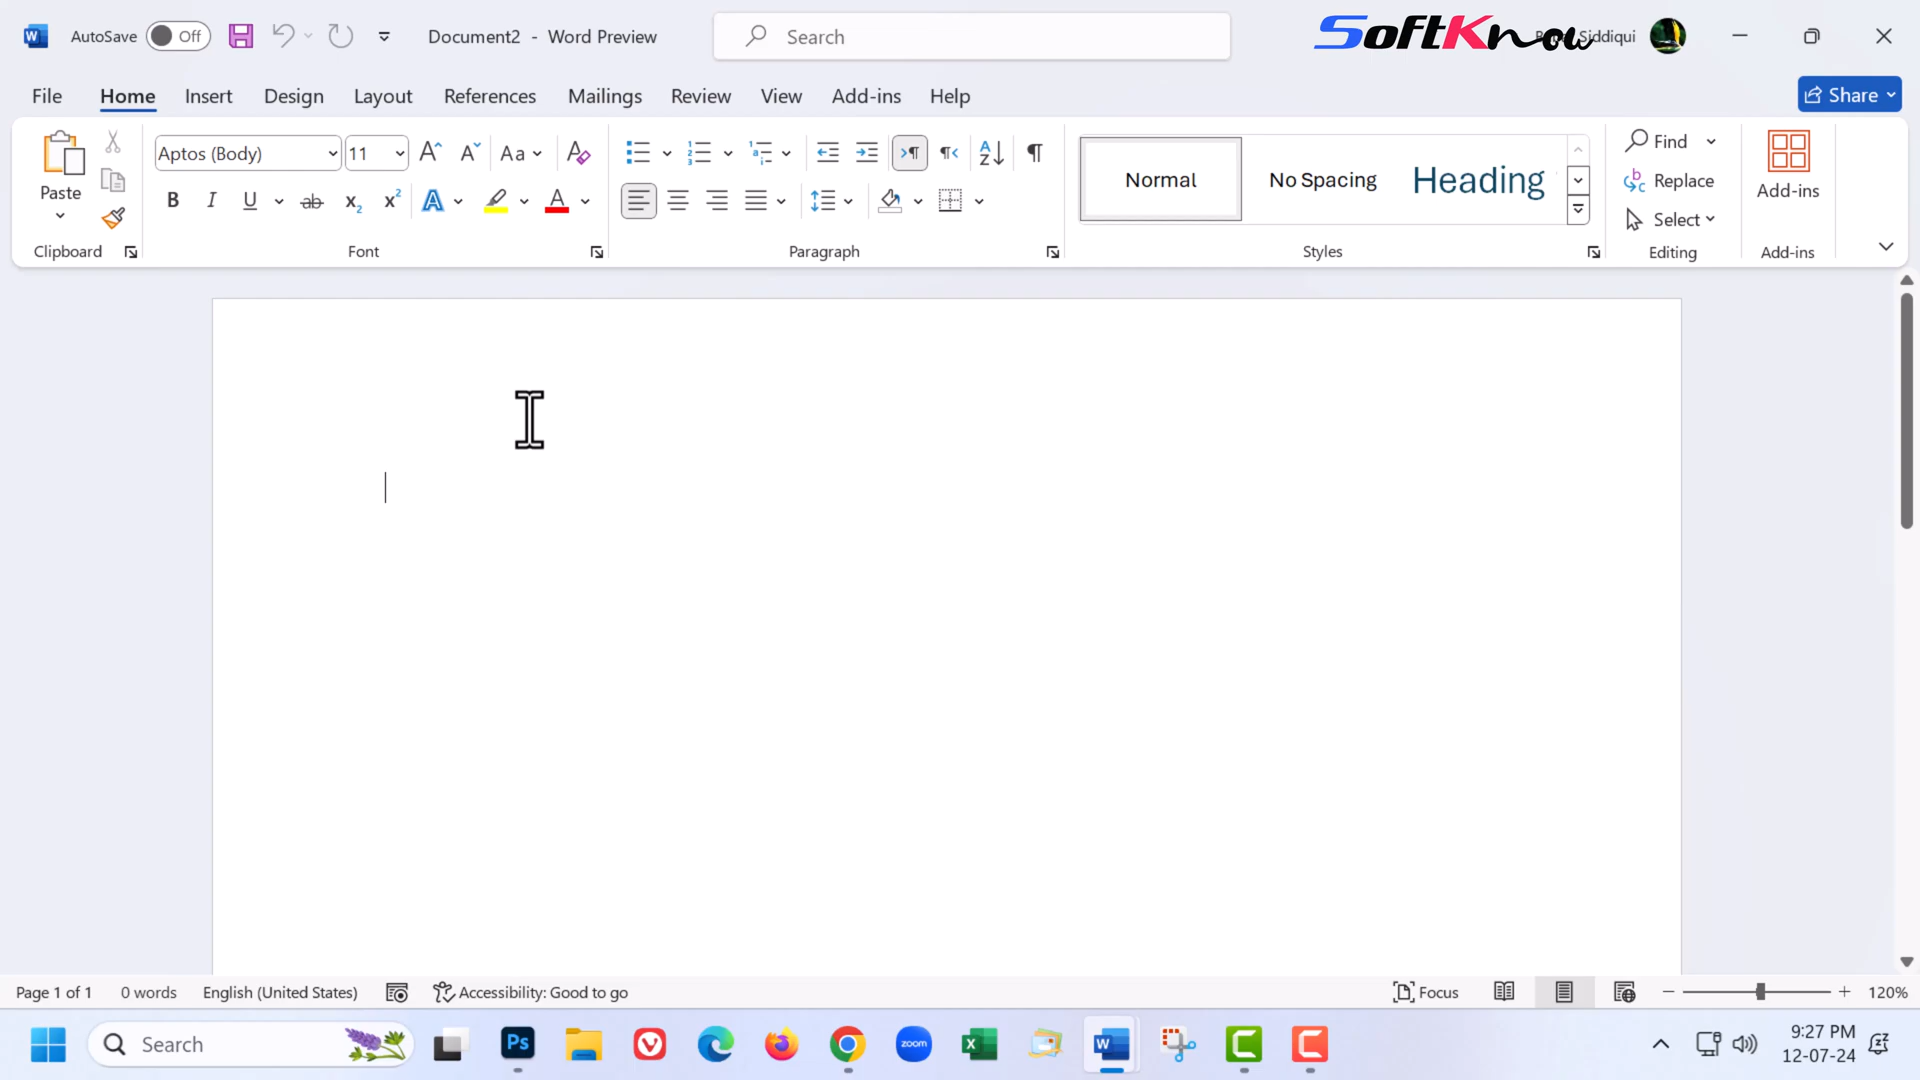 AutoSave Off Document2 - Word Preview Search SoftKnow Siddiqui
File Home Insert Design Layout References Mailings Review View Add-ins Help Share
Aptos (Body) 11 Aa
Paste
Clipboard Font Paragraph
Normal No Spacing Heading
Styles
Find
Replace
Select
Editing
Add-ins
Add-ins
Page 1 of 1 0 words English (United States) Accessibility: Good to go Focus 120%
Search Ps zoom 9:27 PM
12-07-24